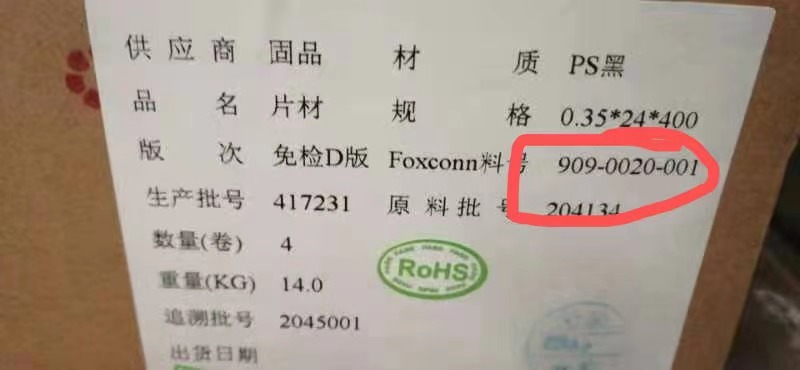 供应商 固品 材质 PS黑
品名 片材 规格 0.35*24*400
版次 免检D版 Foxconn料号 909-0020-001
生产批号 417231 原料批号 204134
数量(卷) 4
RoHS
重量(KG) 14.0
追溯批号 2045001
出货日期